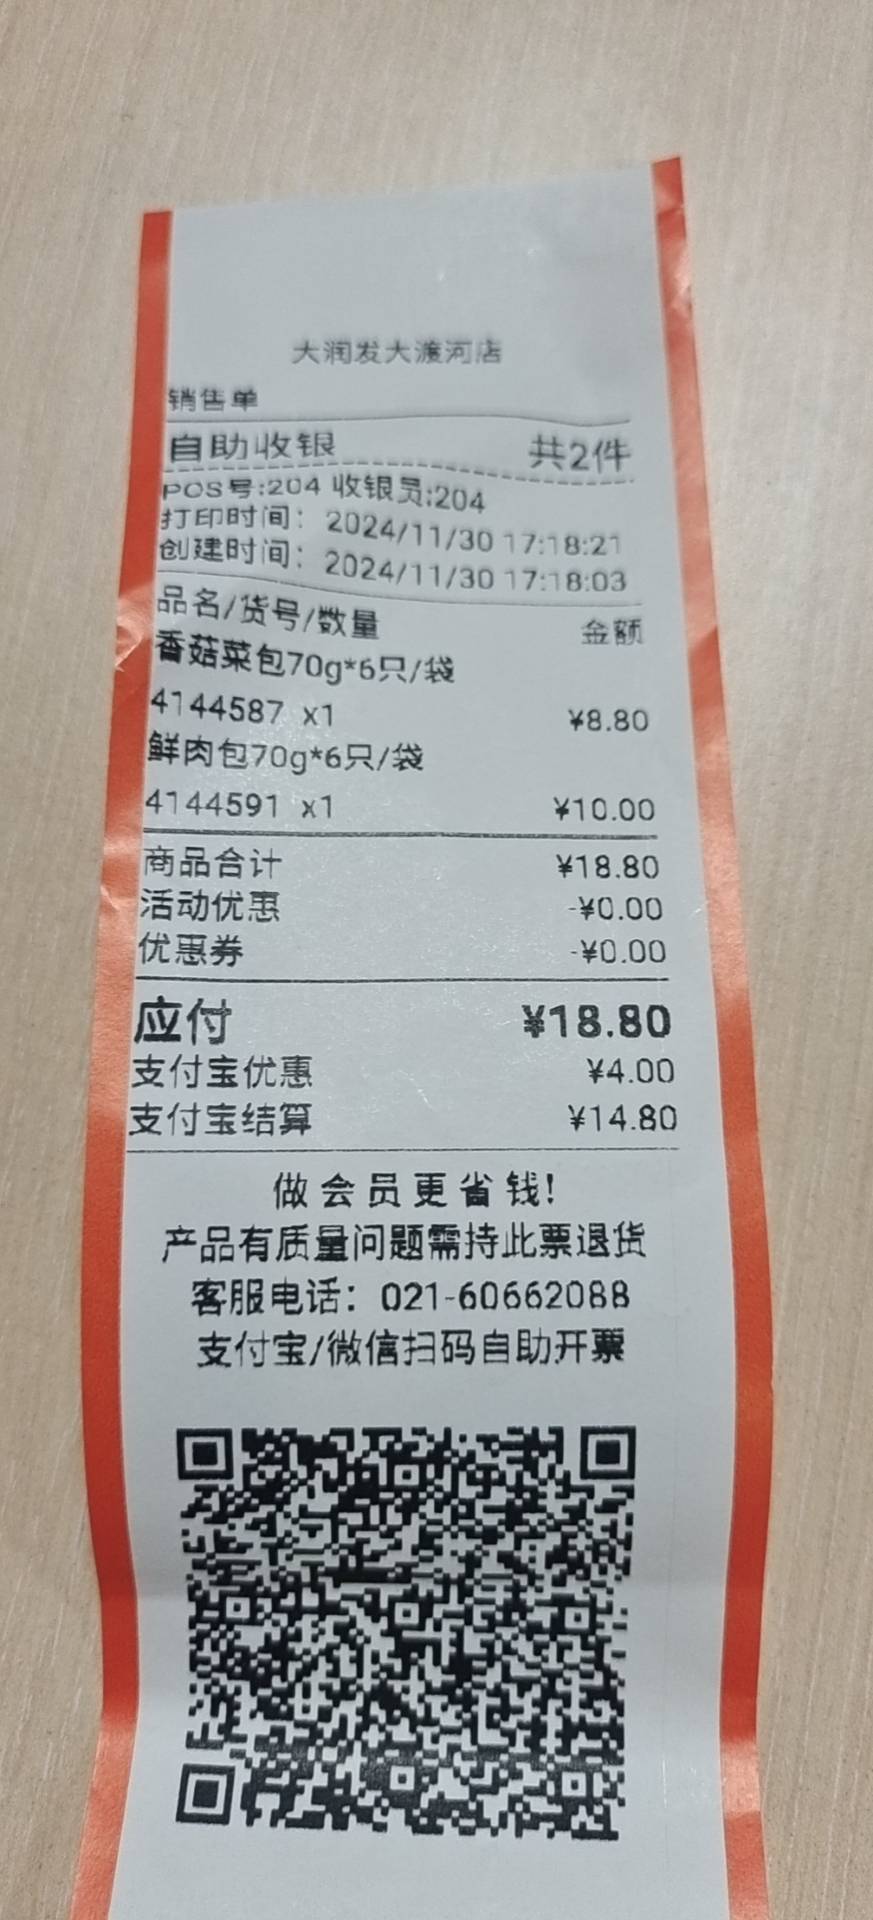 大润发大渡河店
销售单
自助收银 共2件
POS号:204 收银员:204
打印时间： 2024/11/30 17:18:21
创建时间： 2024/11/30 17:18:03
品名/货号/数量 金额
香菇菜包70g*6只/袋
4144587 x1 ¥8.80
鲜肉包70g*6只/袋
4144591 x1 ¥10.00
商品合计 ¥18.80
活动优惠 -¥0.00
优惠券 -¥0.00
应付 ¥18.80
支付宝优惠 ¥4.00
支付宝结算 ¥14.80
做会员更省钱!
产品有质量问题需持此票退货
客服电话：021-60662088
支付宝/微信扫码自助开票